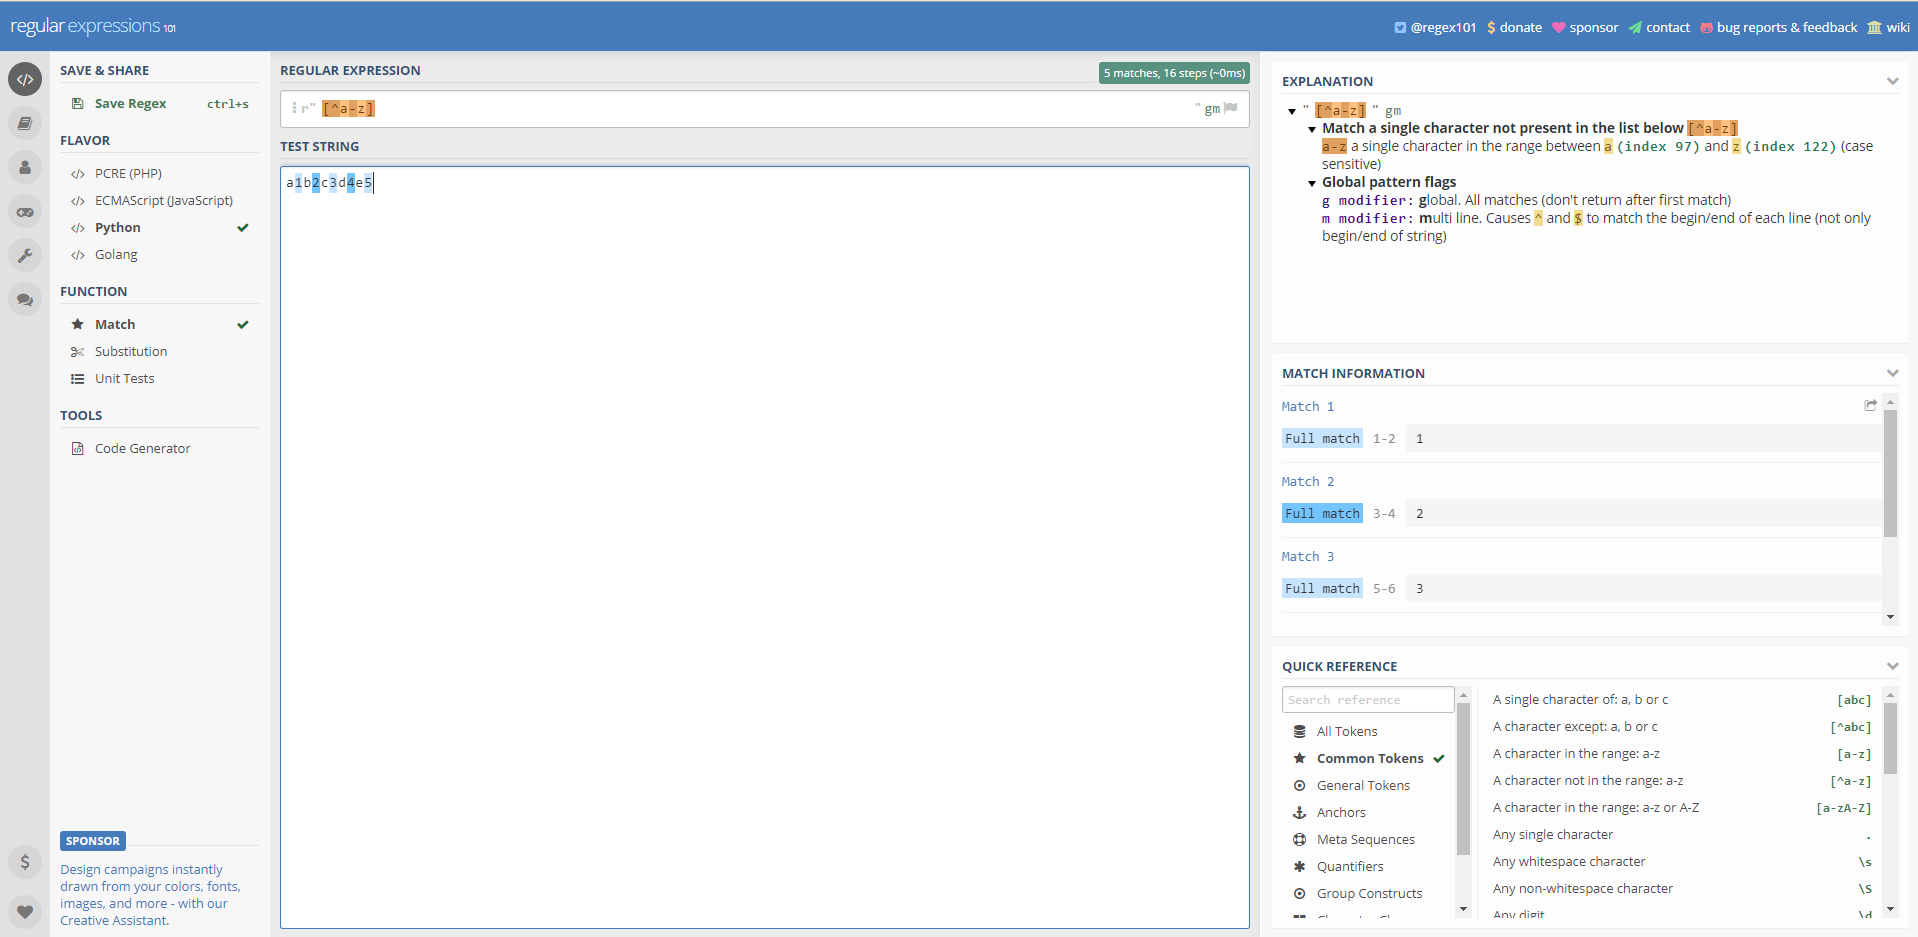 regular expressions 101
@regex101 $ donate sponsor contact bug reports & feedback wiki
SAVE & SHARE
Save Regex ctrl+s
FLAVOR
</> PCRE (PHP)
</> ECMAScript (JavaScript)
</> Python
</> Golang
FUNCTION
Match
Substitution
Unit Tests
TOOLS
Code Generator
SPONSOR
Design campaigns instantly
drawn from your colors, fonts,
images, and more - with our
Creative Assistant.
REGULAR EXPRESSION
5 matches, 16 steps (~0ms)
r" [^a-z] " gm
TEST STRING
a1b2c3d4e5
EXPLANATION
" [^a-z] " gm
Match a single character not present in the list below [^a-z]
a-z a single character in the range between a (index 97) and z (index 122) (case
sensitive)
Global pattern flags
g modifier: global. All matches (don't return after first match)
m modifier: multi line. Causes ^ and $ to match the begin/end of each line (not only
begin/end of string)
MATCH INFORMATION
Match 1
Full match 1-2 1
Match 2
Full match 3-4 2
Match 3
Full match 5-6 3
QUICK REFERENCE
Search reference
All Tokens
Common Tokens
General Tokens
Anchors
Meta Sequences
Quantifiers
Group Constructs
A single character of: a, b or c [abc]
A character except: a, b or c [^abc]
A character in the range: a-z [a-z]
A character not in the range: a-z [^a-z]
A character in the range: a-z or A-Z [a-zA-Z]
Any single character .
Any whitespace character \s
Any non-whitespace character \S
Any digit \d